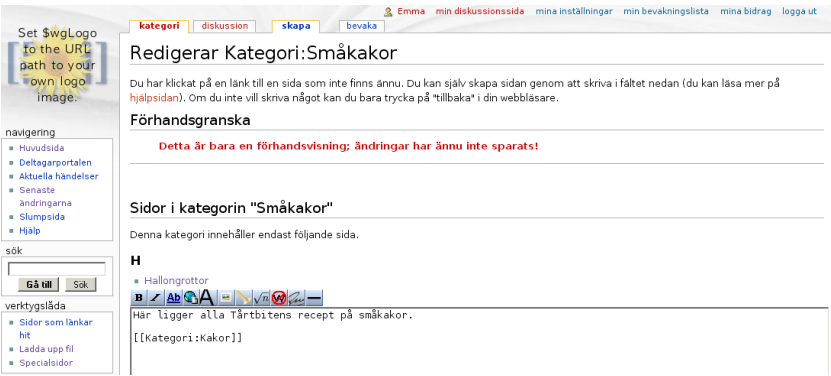 Emma min diskussionssida mina inställningar min bevakningslista mina bidrag logga ut
kategori diskussion skapa bevaka
Set $wgLogo
to the URL
path to your
own logo
image.
navigering
Huvudsida
Deltagarportalen
Aktuella händelser
Senaste
ändringarna
Slumpsida
Hjälp
sök
Gå till Sök
verktygslåda
Sidor som länkar
hit
Ladda upp fil
Specialsidor
Redigerar Kategori:Småkakor
Du har klickat på en länk till en sida som inte finns ännu. Du kan själv skapa sidan genom att skriva i fältet nedan (du kan läsa mer på
hjälpsidan). Om du inte vill skriva något kan du bara trycka på "tillbaka" i din webbläsare.
Förhandsgranska
Detta är bara en förhandsvisning; ändringar har ännu inte sparats!
Sidor i kategorin "Småkakor"
Denna kategori innehåller endast följande sida.
H
Hallongrottor
B I Ab A √n W
Här ligger alla Tårtbitens recept på småkakor.
[[Kategori:Kakor]]